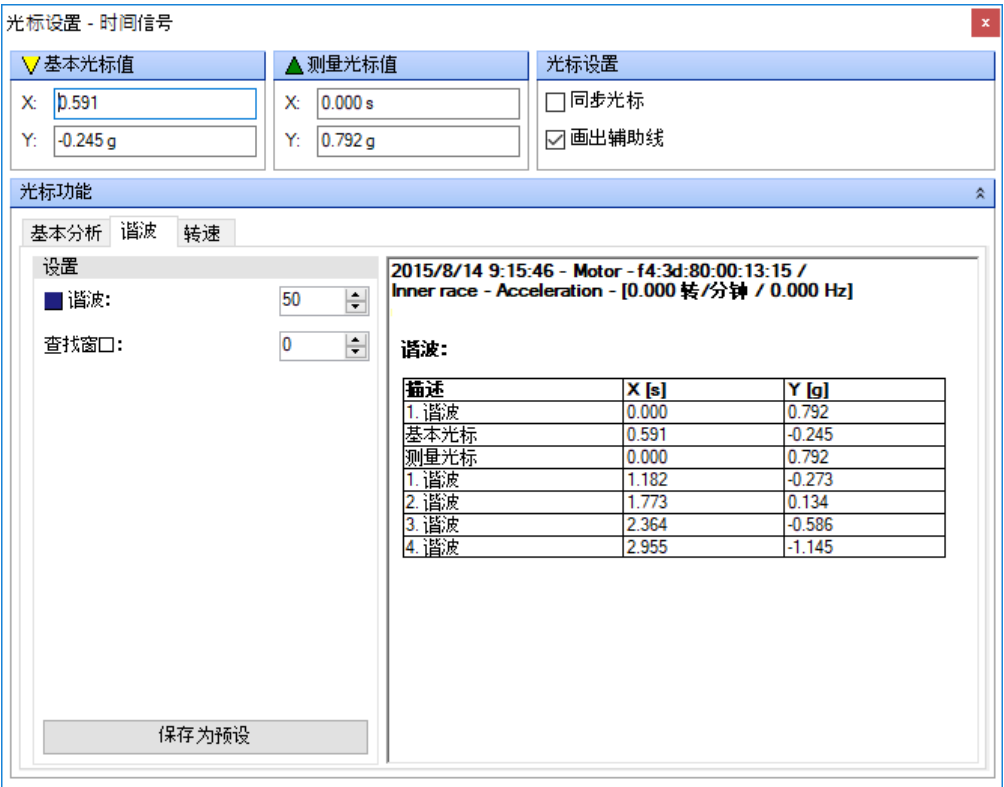 光标设置 - 时间信号
x
基本光标值
X: 0.591
Y: -0.245 g
测量光标值
X: 0.000 s
Y: 0.792 g
光标设置
同步光标
画出辅助线
光标功能
基本分析 谐波 转速
设置
谐波: 50
查找窗口: 0
保存为预设
2015/8/14 9:15:46 - Motor - f4:3d:80:00:13:15 /
Inner race - Acceleration - [0.000 转/分钟 / 0.000 Hz]
谐波:
描述 X [s] Y [g]
1. 谐波 0.000 0.792
基本光标 0.591 -0.245
测量光标 0.000 0.792
1. 谐波 1.182 -0.273
2. 谐波 1.773 0.134
3. 谐波 2.364 -0.586
4. 谐波 2.955 -1.145